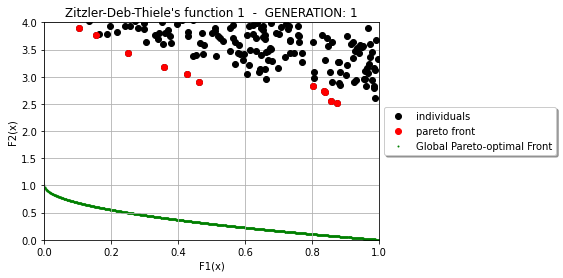 Zitzler-Deb-Thiele's function 1 - GENERATION: 1
4.0
3.5
3.0
2.5
2.0
1.5
1.0
0.5
0.0
F2(x)
0.0 0.2 0.4 0.6 0.8 1.0
F1(x)
individuals
pareto front
Global Pareto-optimal Front